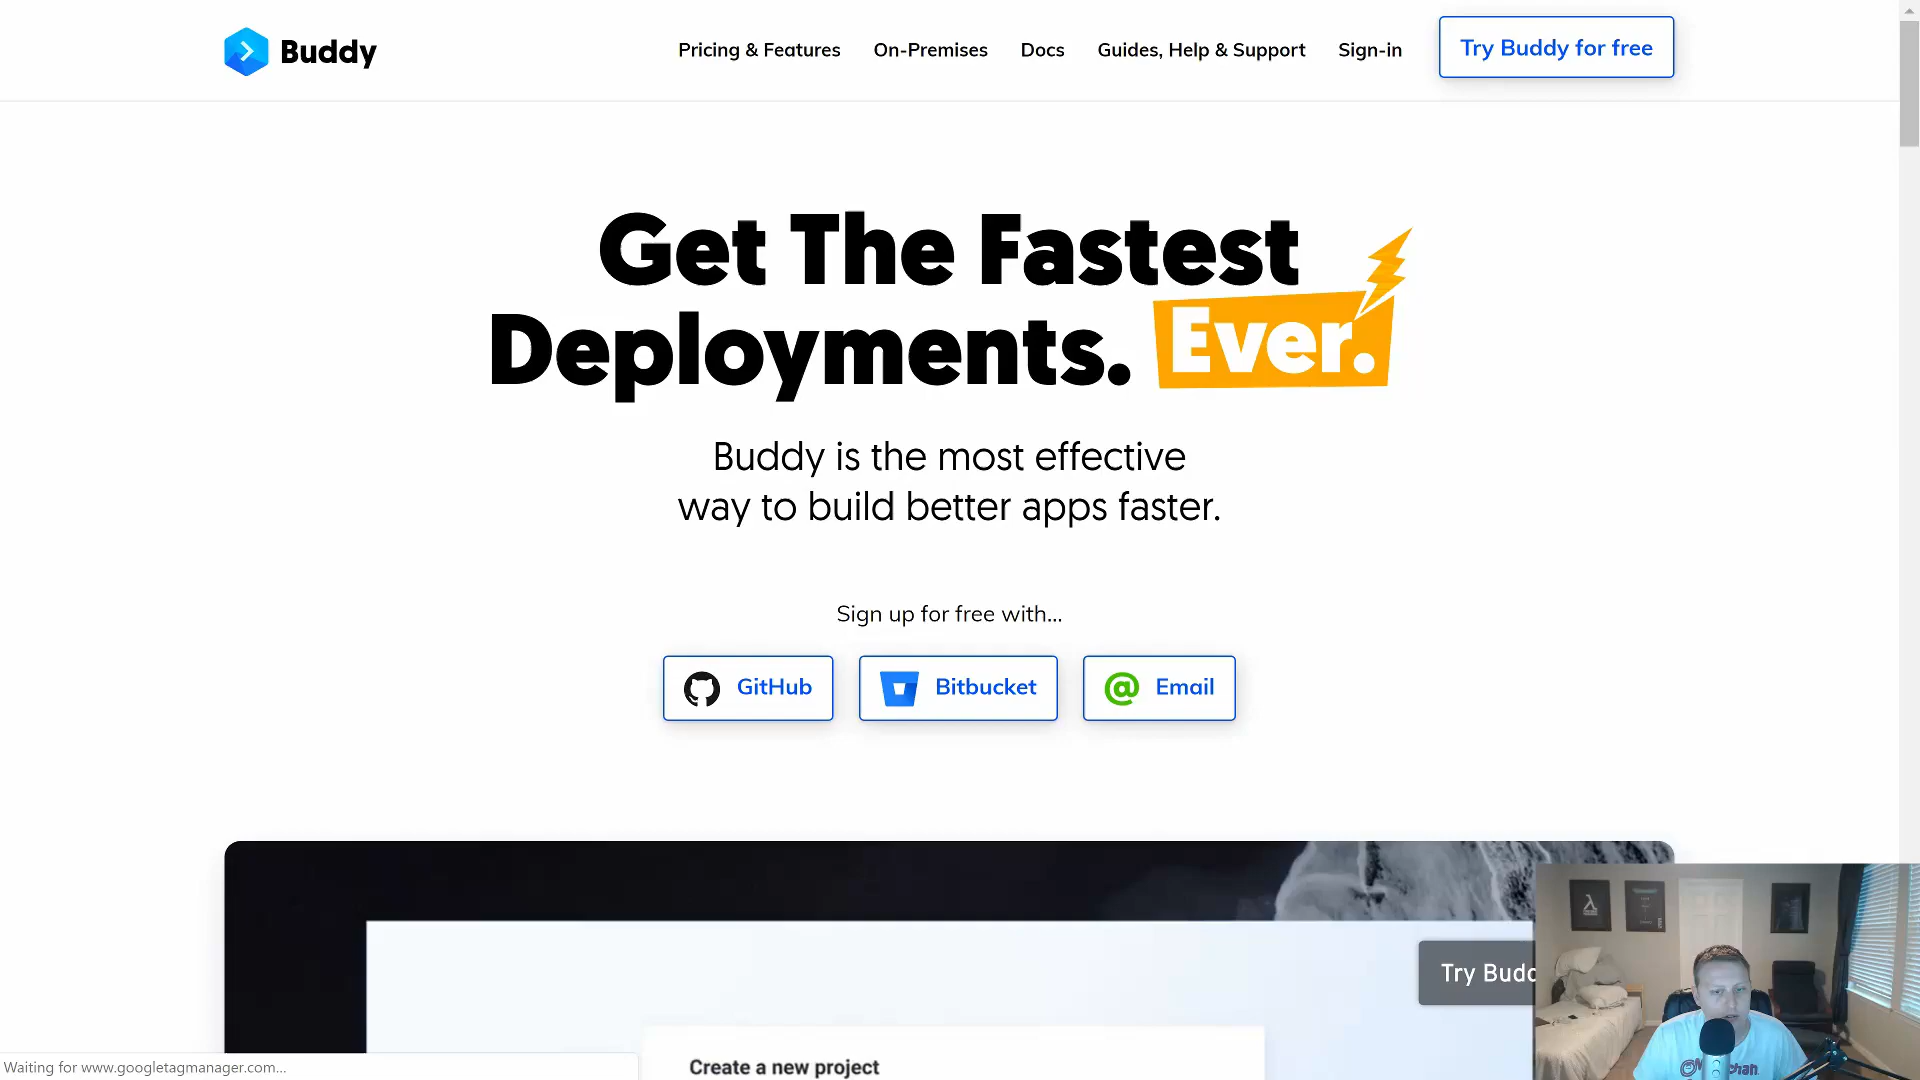 Buddy
Pricing & Features
On-Premises
Docs
Guides, Help & Support
Sign-in
Try Buddy for free
Get The Fastest
Deployments. Ever.
Buddy is the most effective
way to build better apps faster.
Sign up for free with...
GitHub
Bitbucket
Email
Try Budd
Create a new project
Waiting for www.googletagmanager.com...